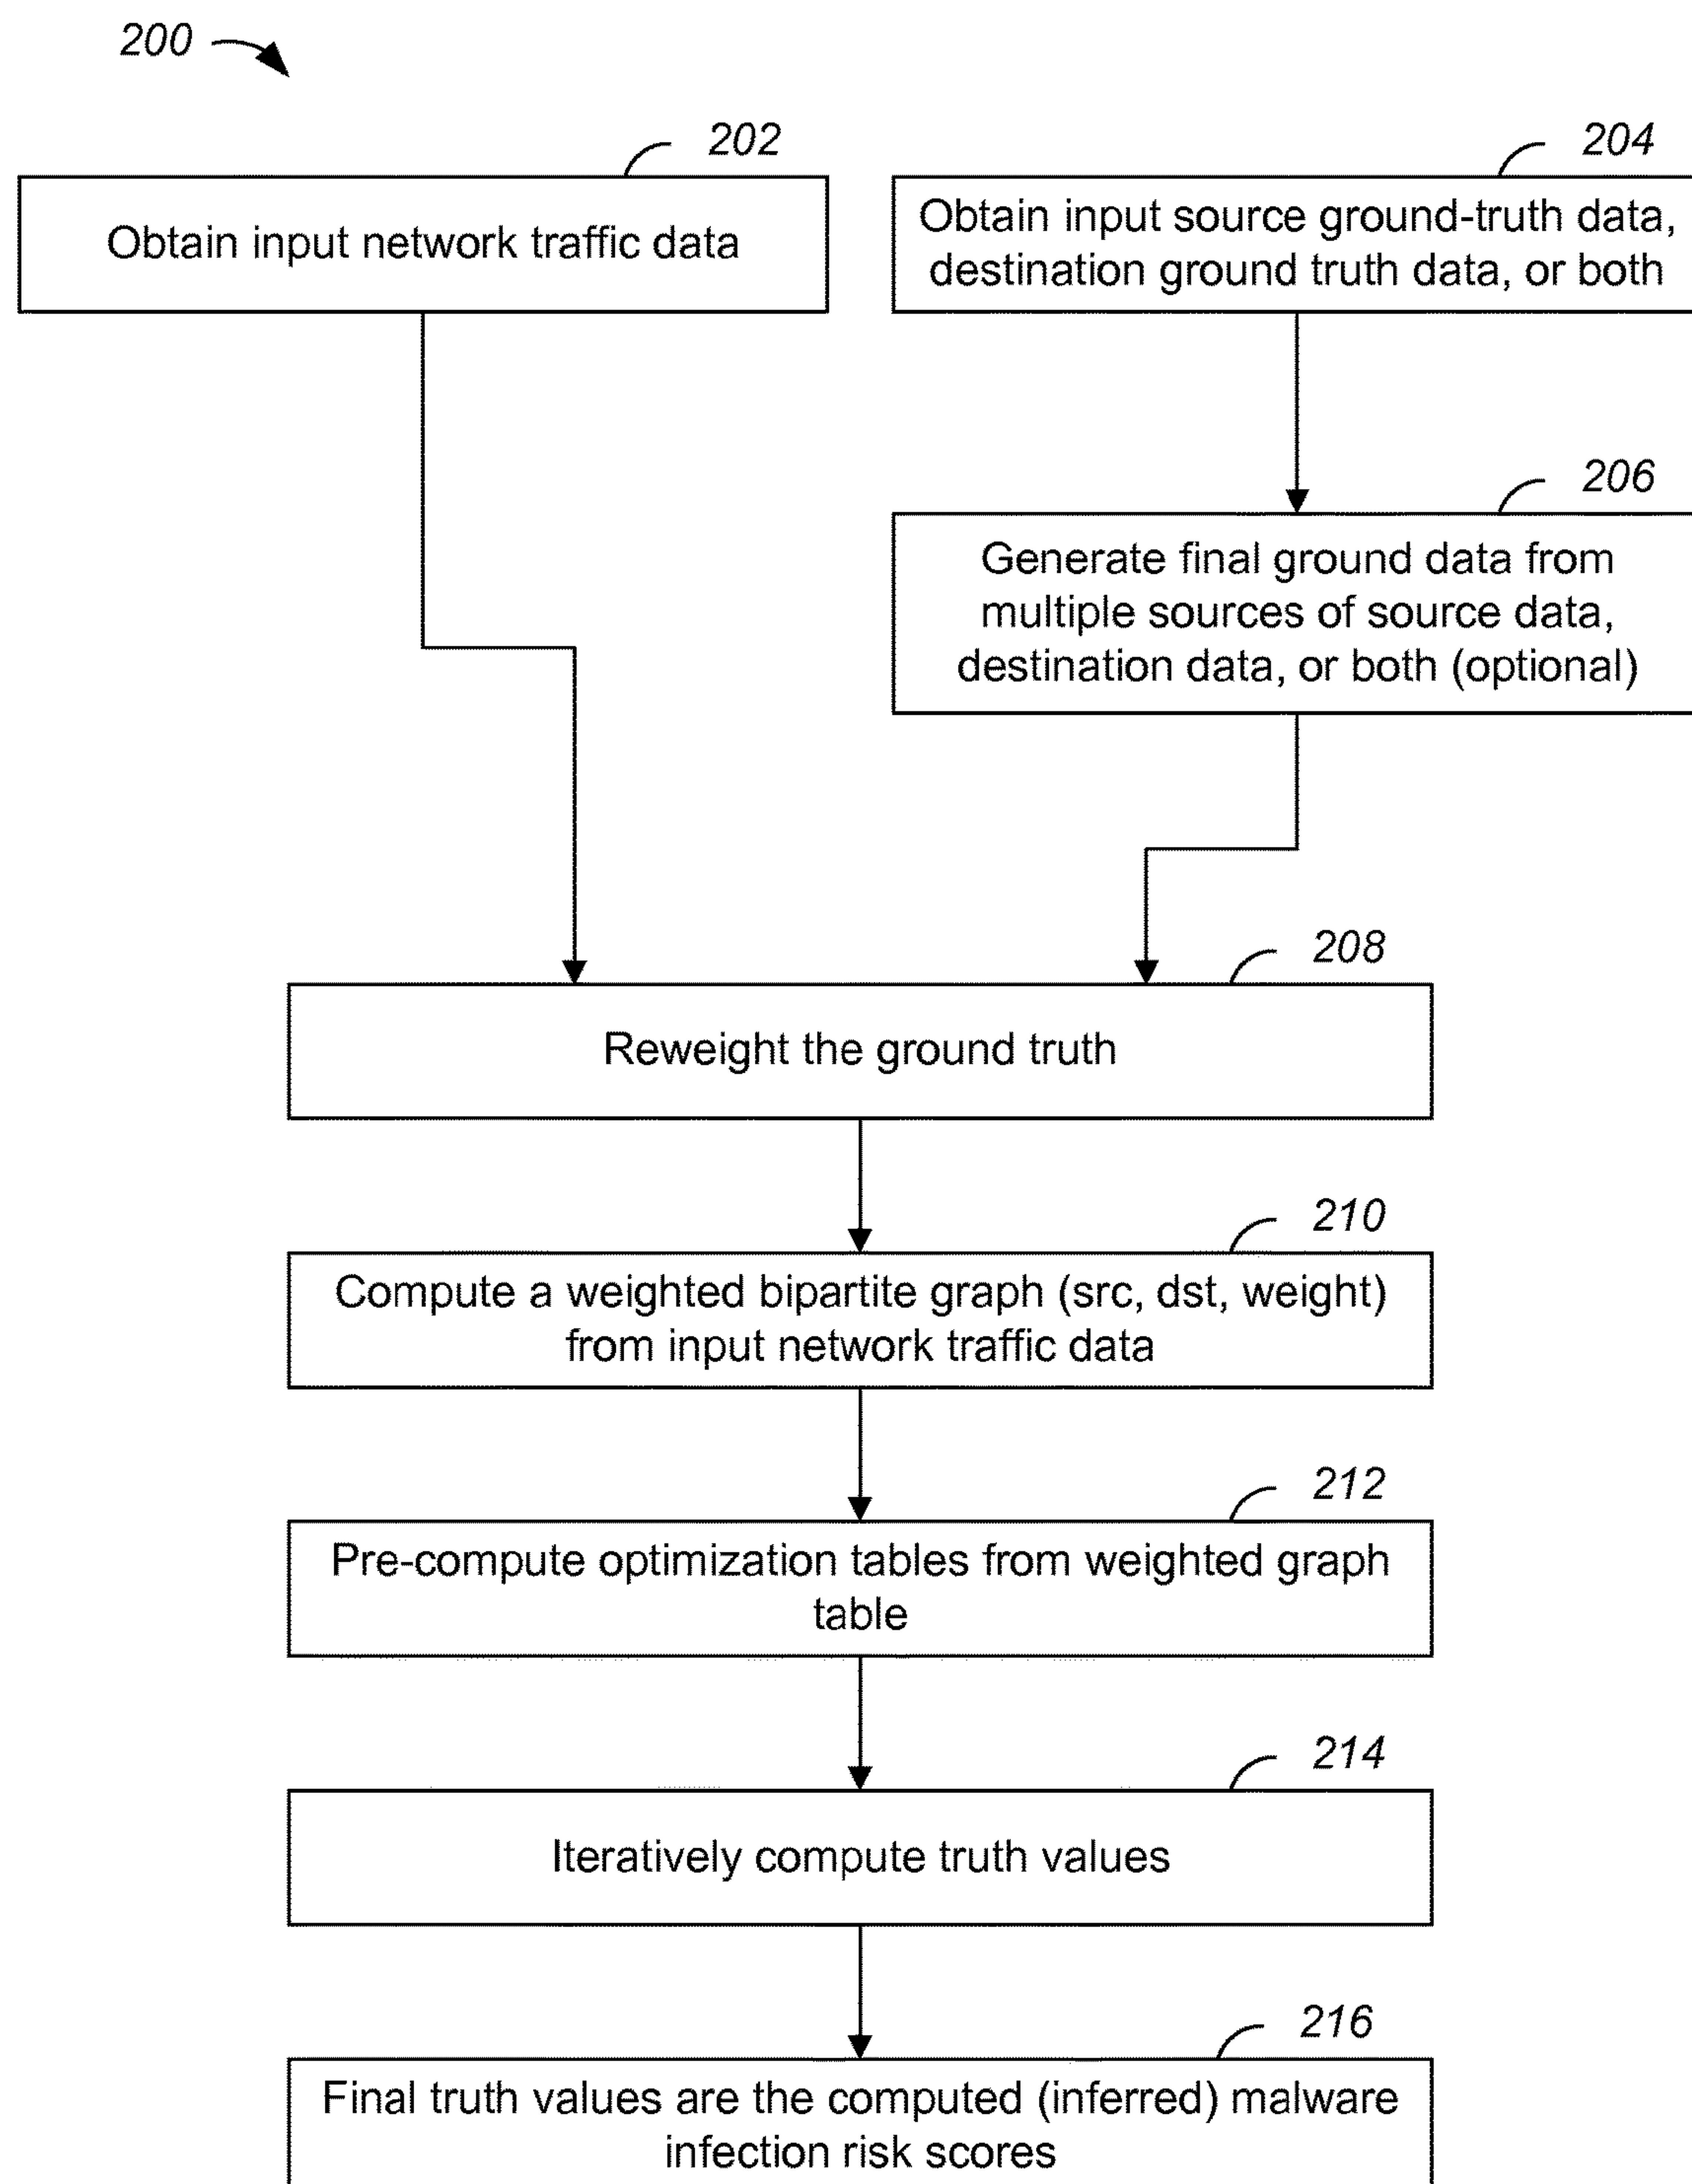 200
202
Obtain input network traffic data
204
Obtain input source ground-truth data,
destination ground truth data, or both
206
Generate final ground data from
multiple sources of source data,
destination data, or both (optional)
208
Reweight the ground truth
210
Compute a weighted bipartite graph (src, dst, weight)
from input network traffic data
212
Pre-compute optimization tables from weighted graph
table
214
Iteratively compute truth values
216
Final truth values are the computed (inferred) malware
infection risk scores